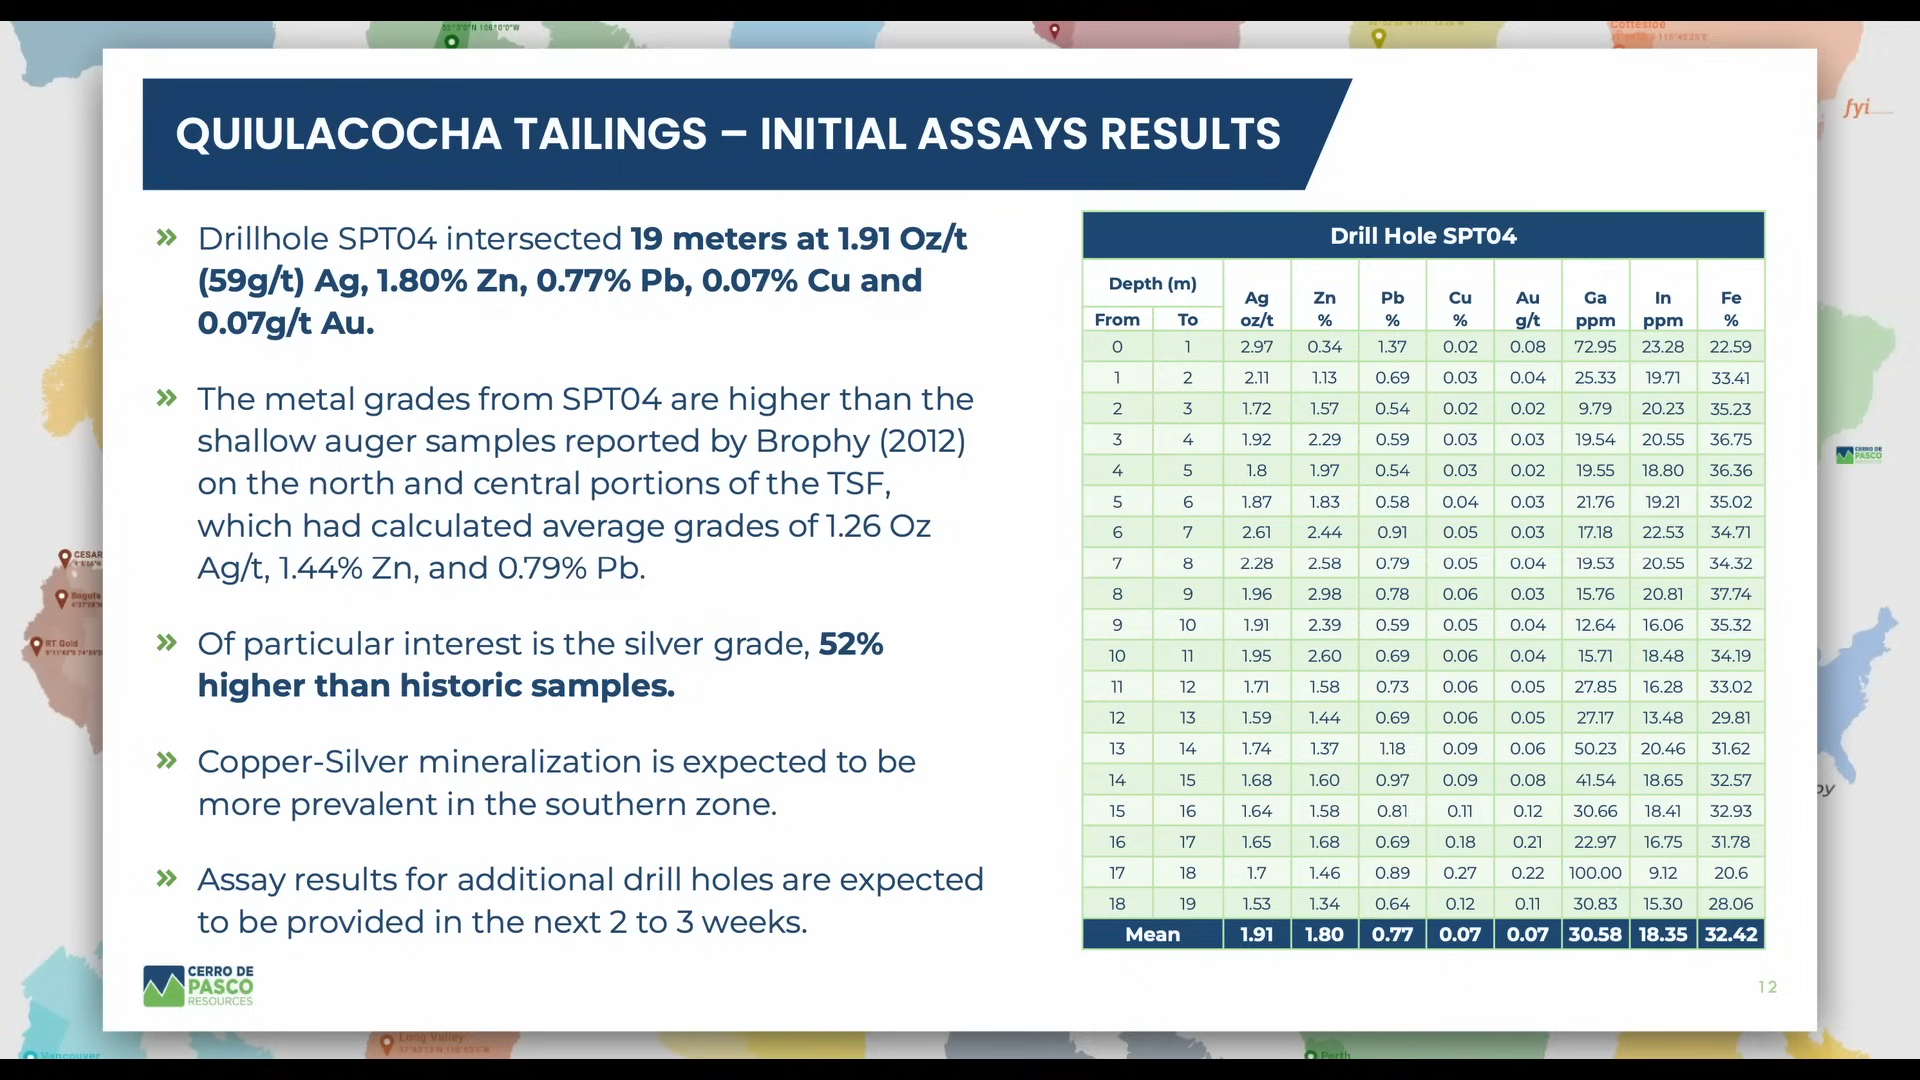 52°0'0"N 106°0'0"W
Cottesloe
fyi
QUIULACOCHA TAILINGS – INITIAL ASSAYS RESULTS
» Drillhole SPT04 intersected 19 meters at 1.91 Oz/t
(59g/t) Ag, 1.80% Zn, 0.77% Pb, 0.07% Cu and
0.07g/t Au.
» The metal grades from SPT04 are higher than the
shallow auger samples reported by Brophy (2012)
on the north and central portions of the TSF,
which had calculated average grades of 1.26 Oz
Ag/t, 1.44% Zn, and 0.79% Pb.
» Of particular interest is the silver grade, 52%
higher than historic samples.
» Copper-Silver mineralization is expected to be
more prevalent in the southern zone.
» Assay results for additional drill holes are expected
to be provided in the next 2 to 3 weeks.
Drill Hole SPT04
Depth (m) Ag Zn Pb Cu Au Ga In Fe
From To oz/t % % % g/t ppm ppm %
0 1 2.97 0.34 1.37 0.02 0.08 72.95 23.28 22.59
1 2 2.11 1.13 0.69 0.03 0.04 25.33 19.71 33.41
2 3 1.72 1.57 0.54 0.02 0.02 9.79 20.23 35.23
3 4 1.92 2.29 0.59 0.03 0.03 19.54 20.55 36.75
4 5 1.8 1.97 0.54 0.03 0.02 19.55 18.80 36.36
5 6 1.87 1.83 0.58 0.04 0.03 21.76 19.21 35.02
6 7 2.61 2.44 0.91 0.05 0.03 17.18 22.53 34.71
7 8 2.28 2.58 0.79 0.05 0.04 19.53 20.55 34.32
8 9 1.96 2.98 0.78 0.06 0.03 15.76 20.81 37.74
9 10 1.91 2.39 0.59 0.05 0.04 12.64 16.06 35.32
10 11 1.95 2.60 0.69 0.06 0.04 15.71 18.48 34.19
11 12 1.71 1.58 0.73 0.06 0.05 27.85 16.28 33.02
12 13 1.59 1.44 0.69 0.06 0.05 27.17 13.48 29.81
13 14 1.74 1.37 1.18 0.09 0.06 50.23 20.46 31.62
14 15 1.68 1.60 0.97 0.09 0.08 41.54 18.65 32.57
15 16 1.64 1.58 0.81 0.11 0.12 30.66 18.41 32.93
16 17 1.65 1.68 0.69 0.18 0.21 22.97 16.75 31.78
17 18 1.7 1.46 0.89 0.27 0.22 100.00 9.12 20.6
18 19 1.53 1.34 0.64 0.12 0.11 30.83 15.30 28.06
Mean 1.91 1.80 0.77 0.07 0.07 30.58 18.35 32.42
CERRO DE
PASCO
RESOURCES
12
CESAR
Bogota
RT Gold
CERRO DE
PASCO
Long Valley
Vancouver
Perth